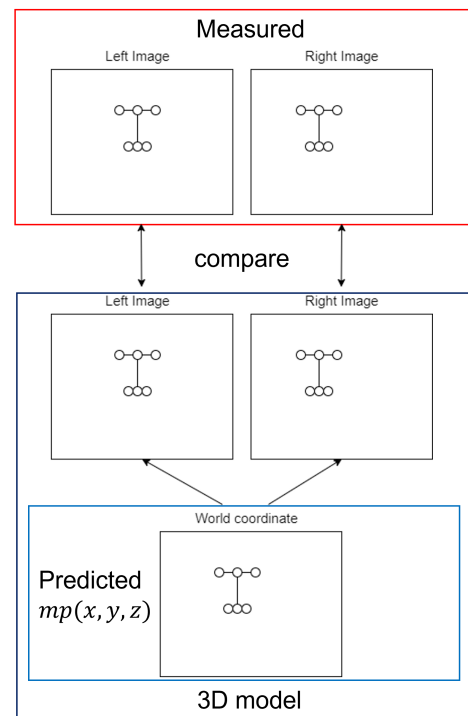 Measured
Left Image
Right Image
compare
Left Image
Right Image
World coordinate
Predicted
𝑚𝑝(𝑥, 𝑦, 𝑧)
3D model